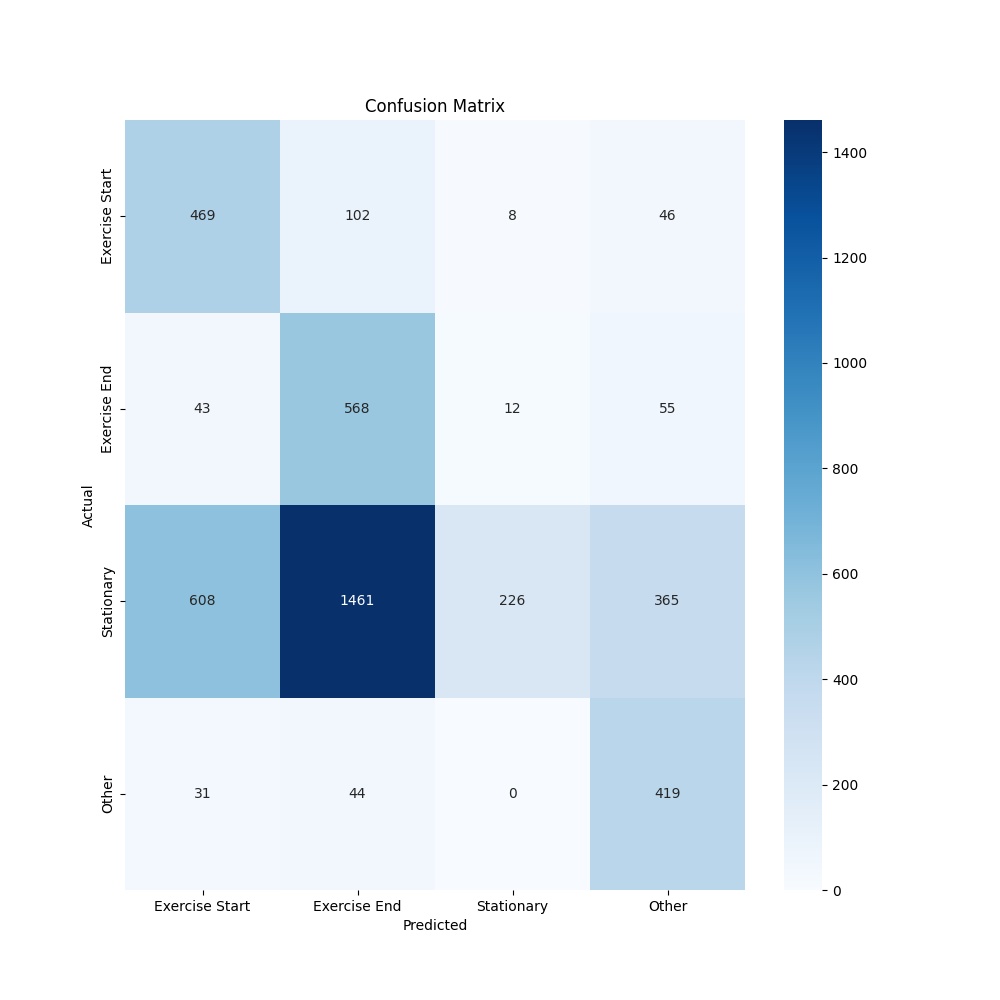 Confusion Matrix
Exercise Start
469 102 8 46
Exercise End
43 568 12 55
Actual
Stationary
608 1461 226 365
Other
31 44 0 419
Exercise Start Exercise End Stationary Other
Predicted
1400
1200
1000
800
600
400
200
0